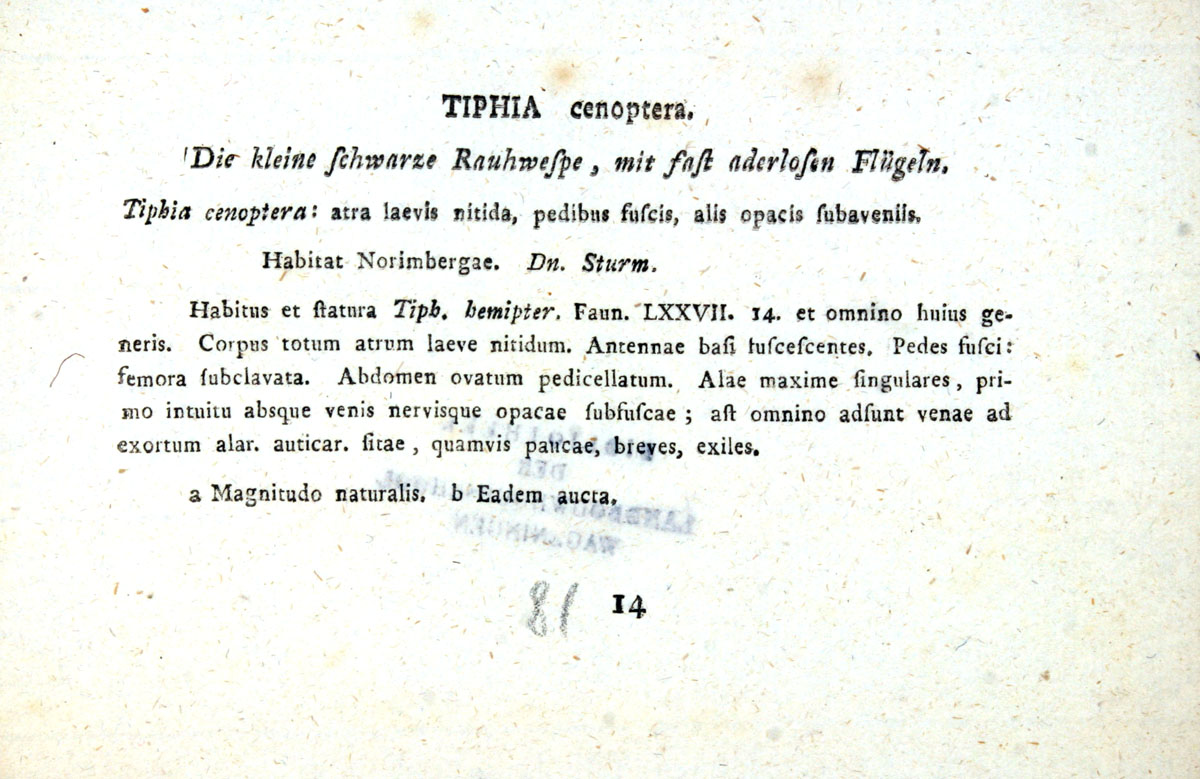 TIPHIA cenoptera.
Die kleine ſchwarze Rauhweſpe, mit faſt aderloſen Flügeln.
Tiphia cenoptera: atra laevis nitida, pedibus fuſcis, alis opacis ſubaveniis.
Habitat Norimbergae. Dn. Sturm.
Habitus et ſtatura Tiph. hemipter. Faun. LXXVII. 14. et omnino huius ge-
neris. Corpus totum atrum laeve nitidum. Antennae baſi fuſceſcentes. Pedes fuſci:
femora ſubclavata. Abdomen ovatum pedicellatum. Alae maxime ſingulares, pri-
mo intuitu absque venis nervisque opacae ſubfuſcae; aſt omnino adſunt venae ad
exortum alar. anticar. ſitae, quamvis paucae, breves, exiles.
a Magnitudo naturalis. b Eadem aucta.
DER
WAGENINGEN
81 14